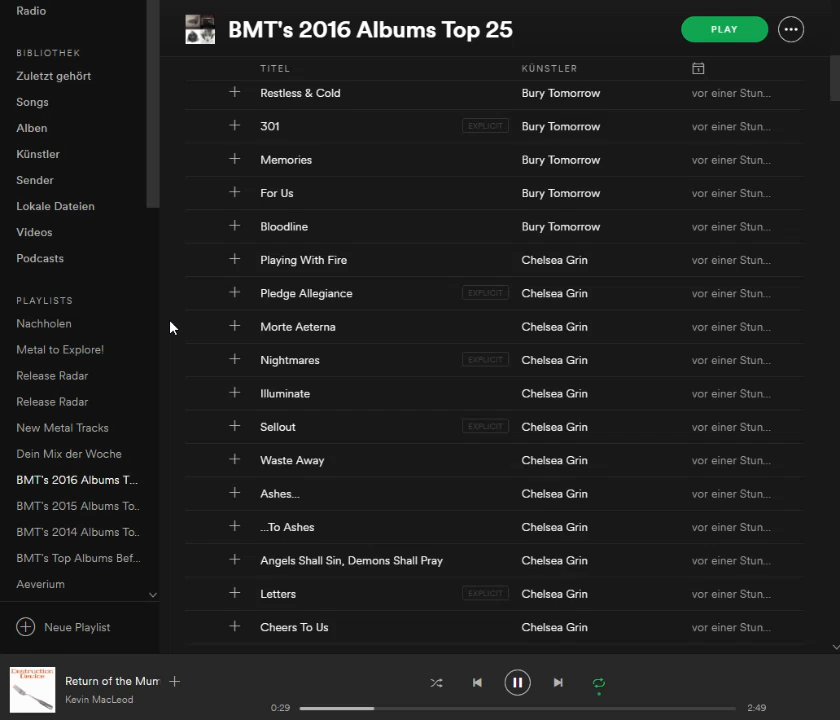 Radio
BIBLIOTHEK
Zuletzt gehört
Songs
Alben
Künstler
Sender
Lokale Dateien
Videos
Podcasts
PLAYLISTS
Nachholen
Metal to Explore!
Release Radar
Release Radar
New Metal Tracks
Dein Mix der Woche
BMT's 2016 Albums T...
BMT's 2015 Albums To...
BMT's 2014 Albums To...
BMT's Top Albums Bef...
Aeverium
Neue Playlist
BMT's 2016 Albums Top 25
PLAY
TITEL KÜNSTLER
Restless & Cold Bury Tomorrow vor einer Stun...
301 EXPLICIT Bury Tomorrow vor einer Stun...
Memories Bury Tomorrow vor einer Stun...
For Us Bury Tomorrow vor einer Stun...
Bloodline Bury Tomorrow vor einer Stun...
Playing With Fire Chelsea Grin vor einer Stun...
Pledge Allegiance EXPLICIT Chelsea Grin vor einer Stun...
Morte Aeterna Chelsea Grin vor einer Stun...
Nightmares EXPLICIT Chelsea Grin vor einer Stun...
Illuminate Chelsea Grin vor einer Stun...
Sellout EXPLICIT Chelsea Grin vor einer Stun...
Waste Away Chelsea Grin vor einer Stun...
Ashes... Chelsea Grin vor einer Stun...
...To Ashes Chelsea Grin vor einer Stun...
Angels Shall Sin, Demons Shall Pray Chelsea Grin vor einer Stun...
Letters EXPLICIT Chelsea Grin vor einer Stun...
Cheers To Us Chelsea Grin vor einer Stun...
Destruction Device
Return of the Mum
Kevin MacLeod
0:29 2:49